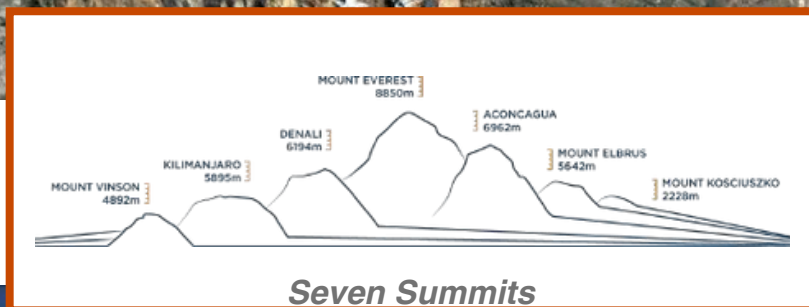 MOUNT EVEREST
8850m
ACONCAGUA
6962m
DENALI
6194m
MOUNT ELBRUS
5642m
KILIMANJARO
5895m
MOUNT VINSON
4892m
MOUNT KOSCIUSZKO
2228m
Seven Summits